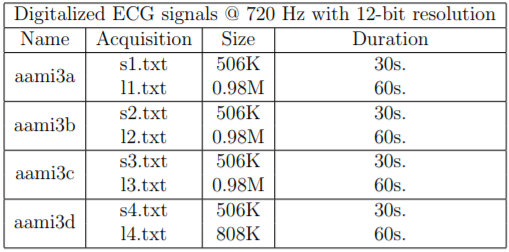 Digitalized ECG signals @ 720 Hz with 12-bit resolution
Name Acquisition Size Duration
aami3a s1.txt 506K 30s.
l1.txt 0.98M 60s.
aami3b s2.txt 506K 30s.
l2.txt 0.98M 60s.
aami3c s3.txt 506K 30s.
l3.txt 0.98M 60s.
aami3d s4.txt 506K 30s.
l4.txt 808K 60s.